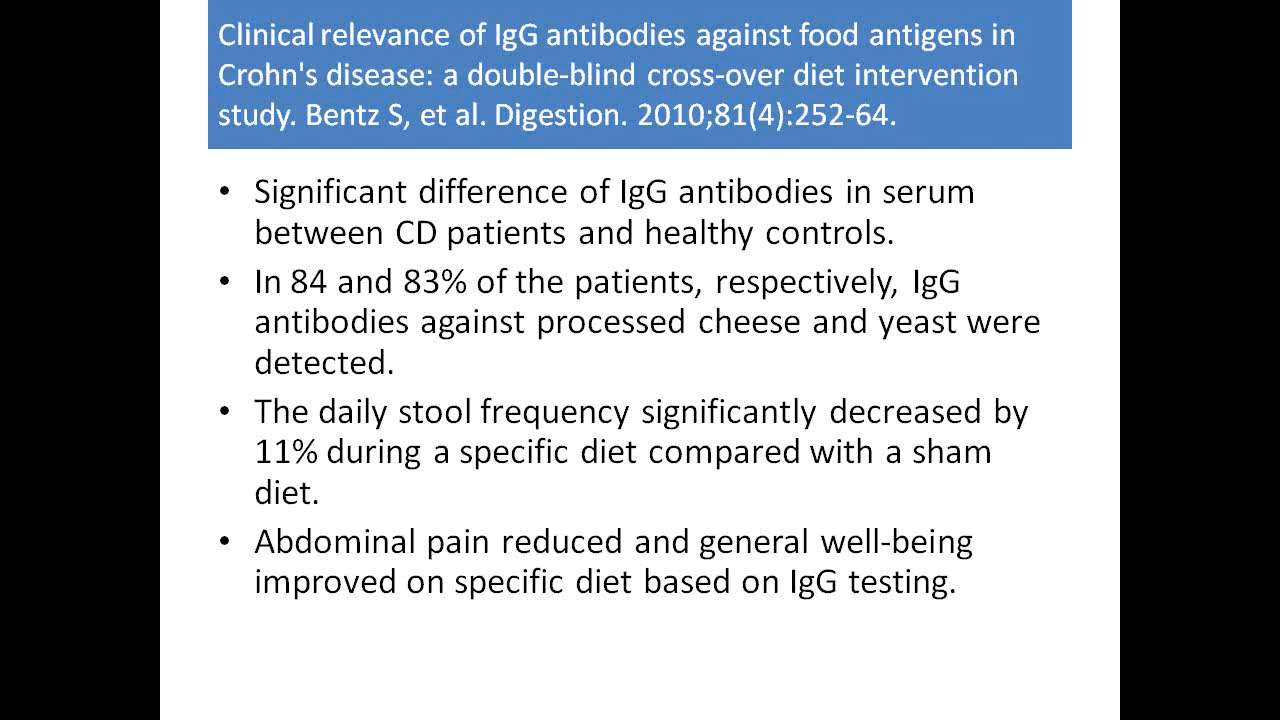 Clinical relevance of IgG antibodies against food antigens in
Crohn's disease: a double-blind cross-over diet intervention
study. Bentz S, et al. Digestion. 2010;81(4):252-64.
• Significant difference of IgG antibodies in serum
between CD patients and healthy controls.
• In 84 and 83% of the patients, respectively, IgG
antibodies against processed cheese and yeast were
detected.
• The daily stool frequency significantly decreased by
11% during a specific diet compared with a sham
diet.
• Abdominal pain reduced and general well-being
improved on specific diet based on IgG testing.